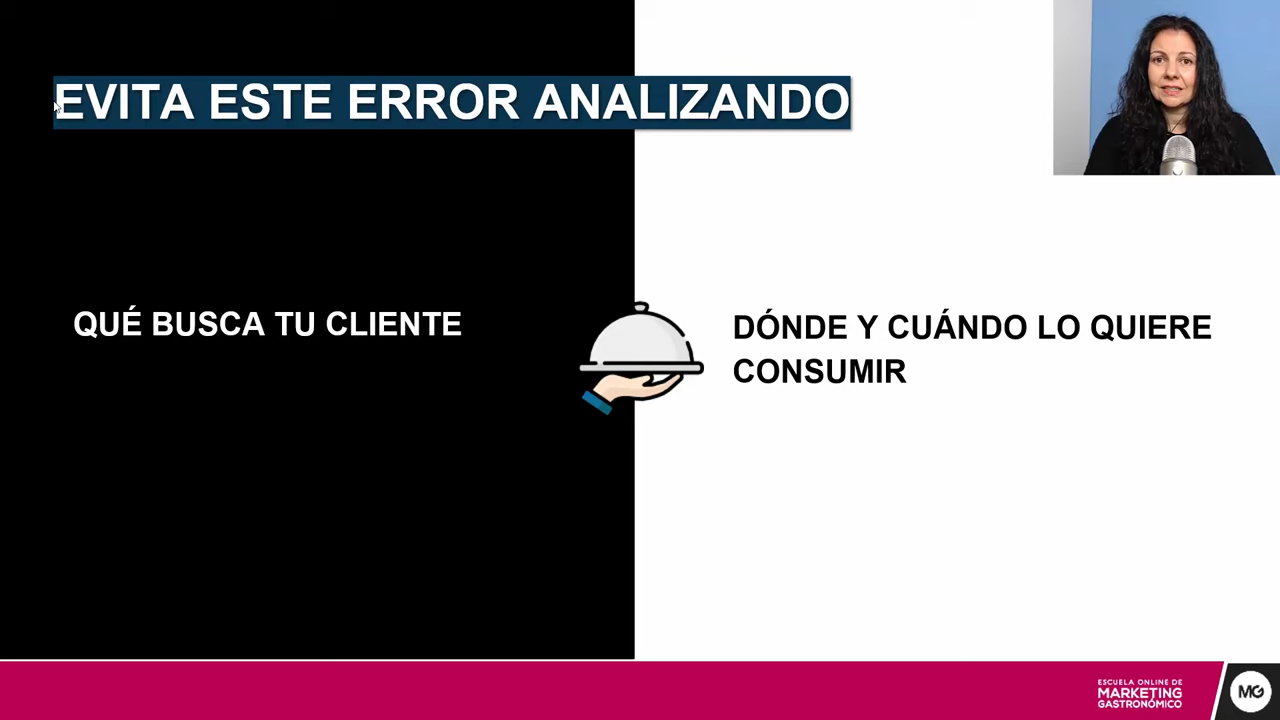 EVITA ESTE ERROR ANALIZANDO
QUÉ BUSCA TU CLIENTE
DÓNDE Y CUÁNDO LO QUIERE
CONSUMIR
ESCUELA ONLINE DE
MARKETING
GASTRONÓMICO
MG